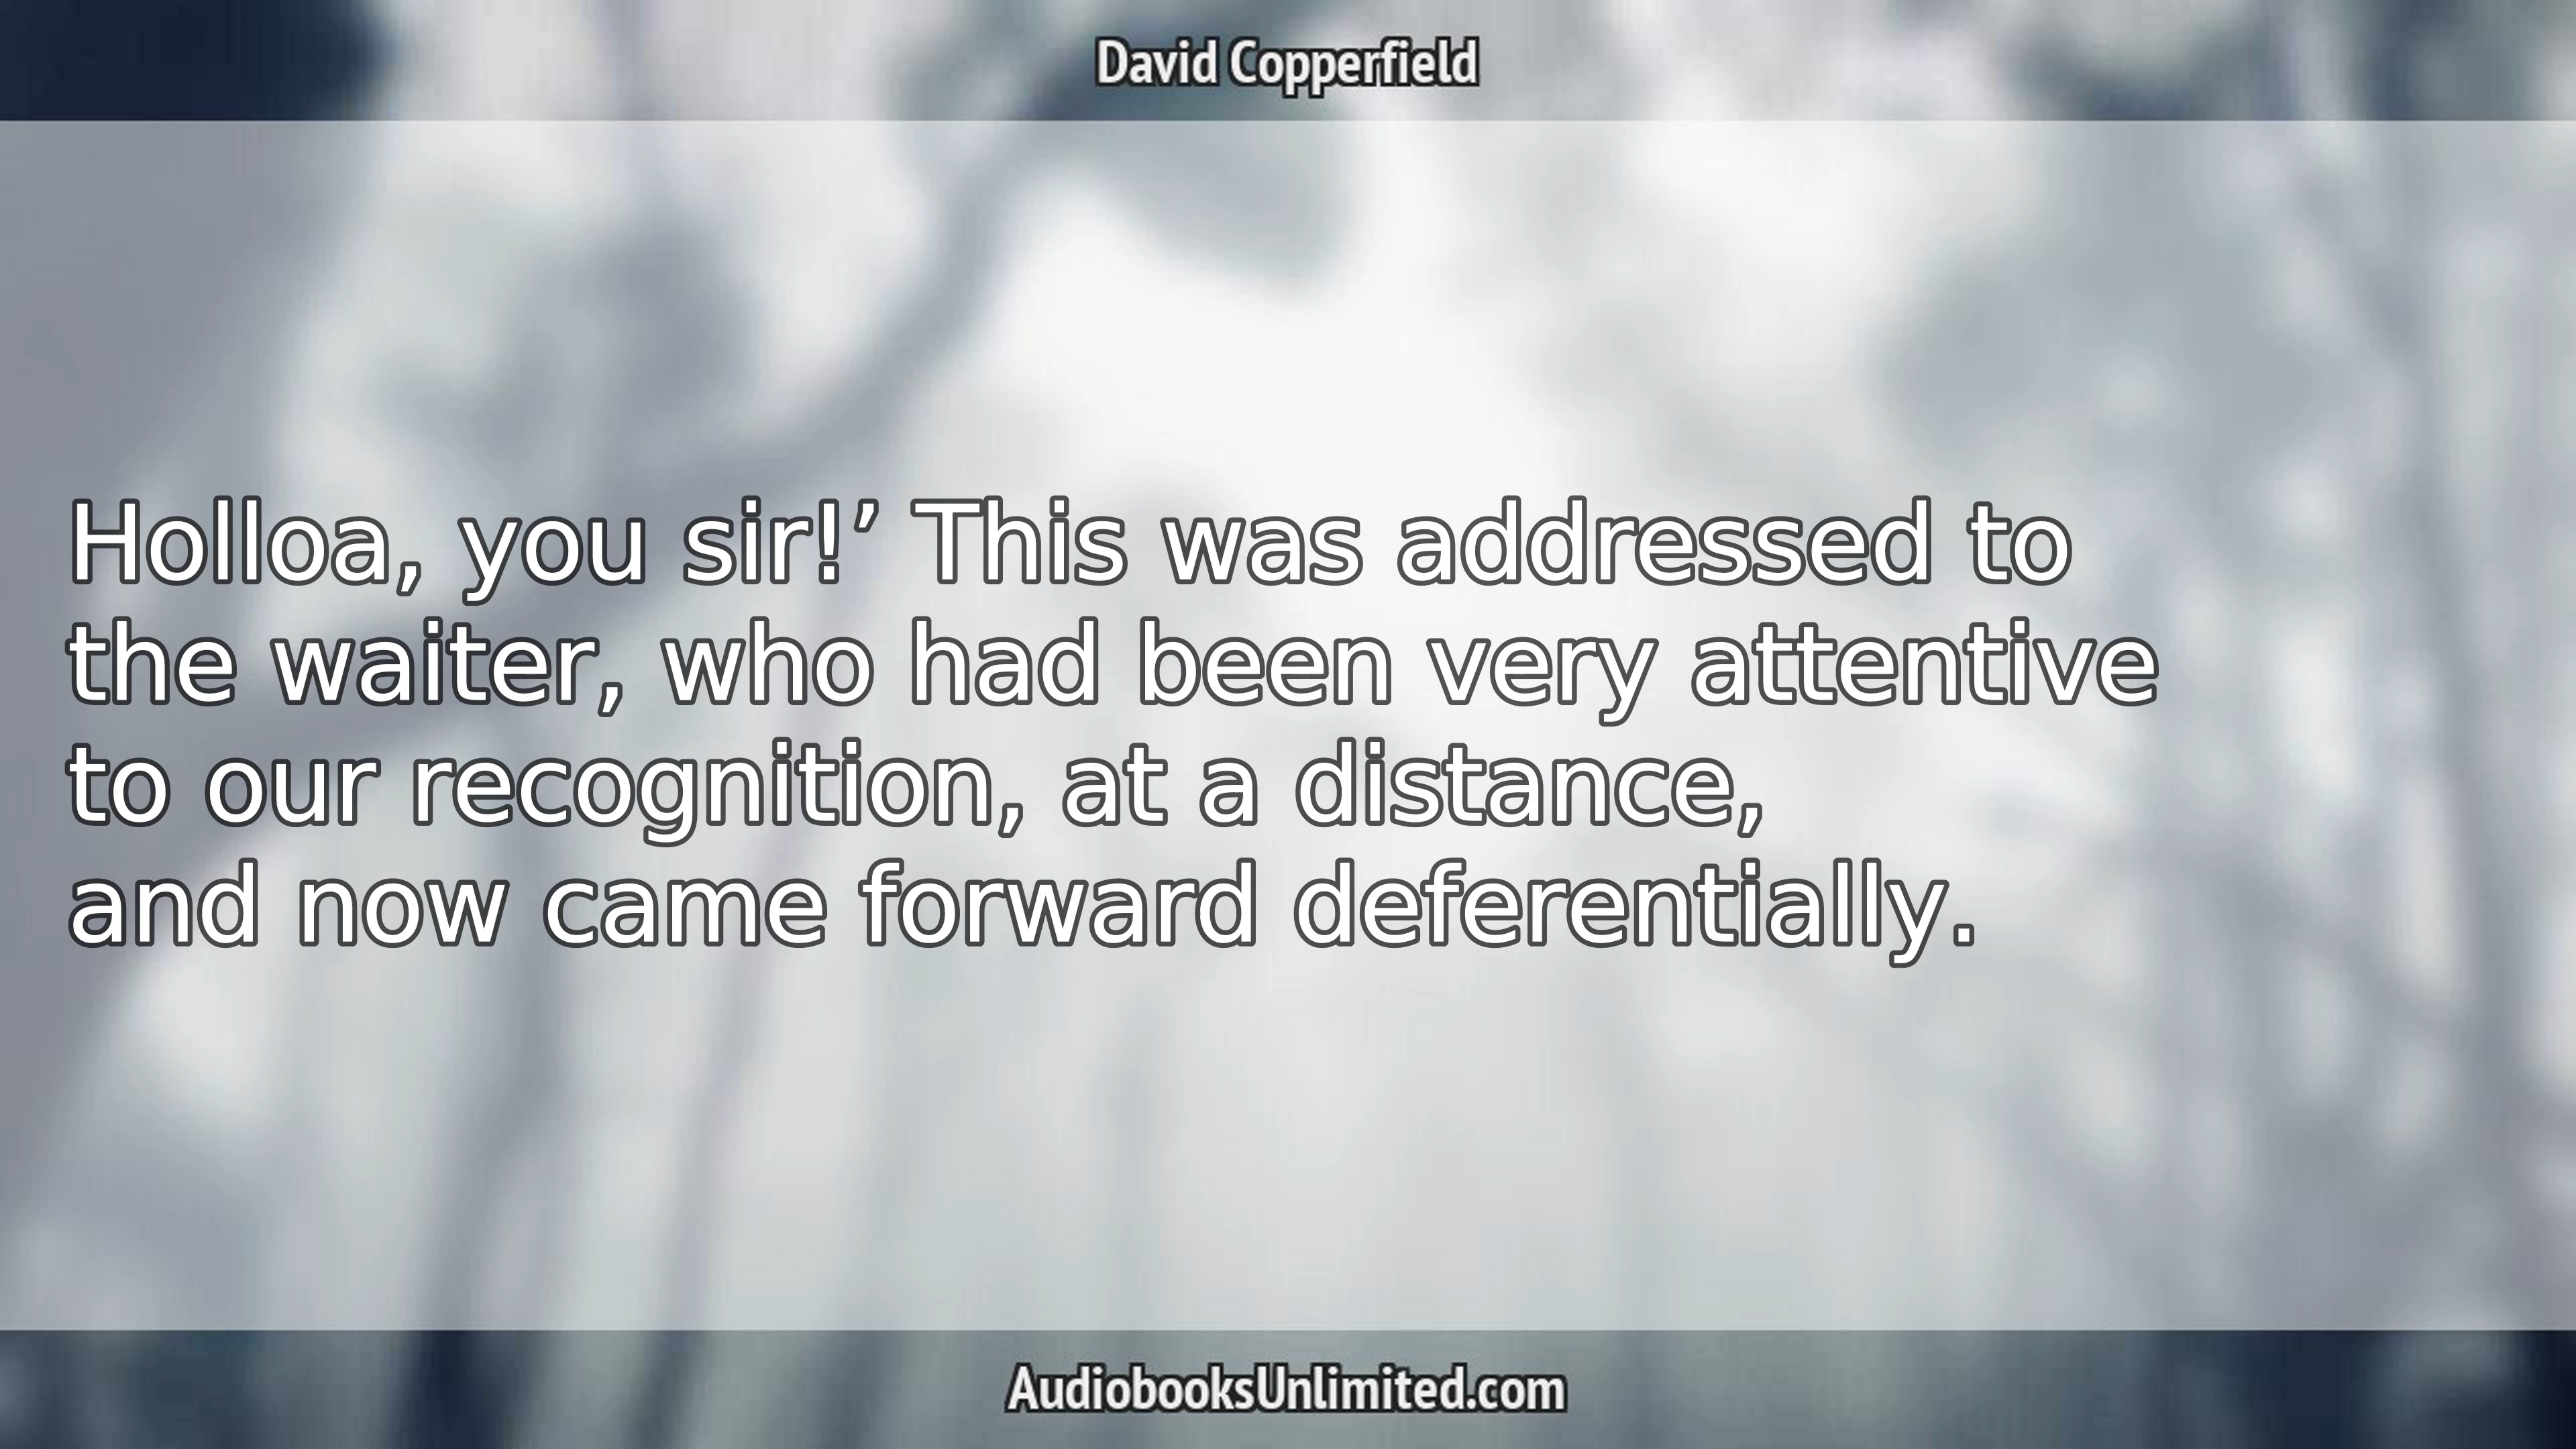 David Copperfield
Holloa, you sir!’ This was addressed to
the waiter, who had been very attentive
to our recognition, at a distance,
and now came forward deferentially.
AudiobooksUnlimited.com